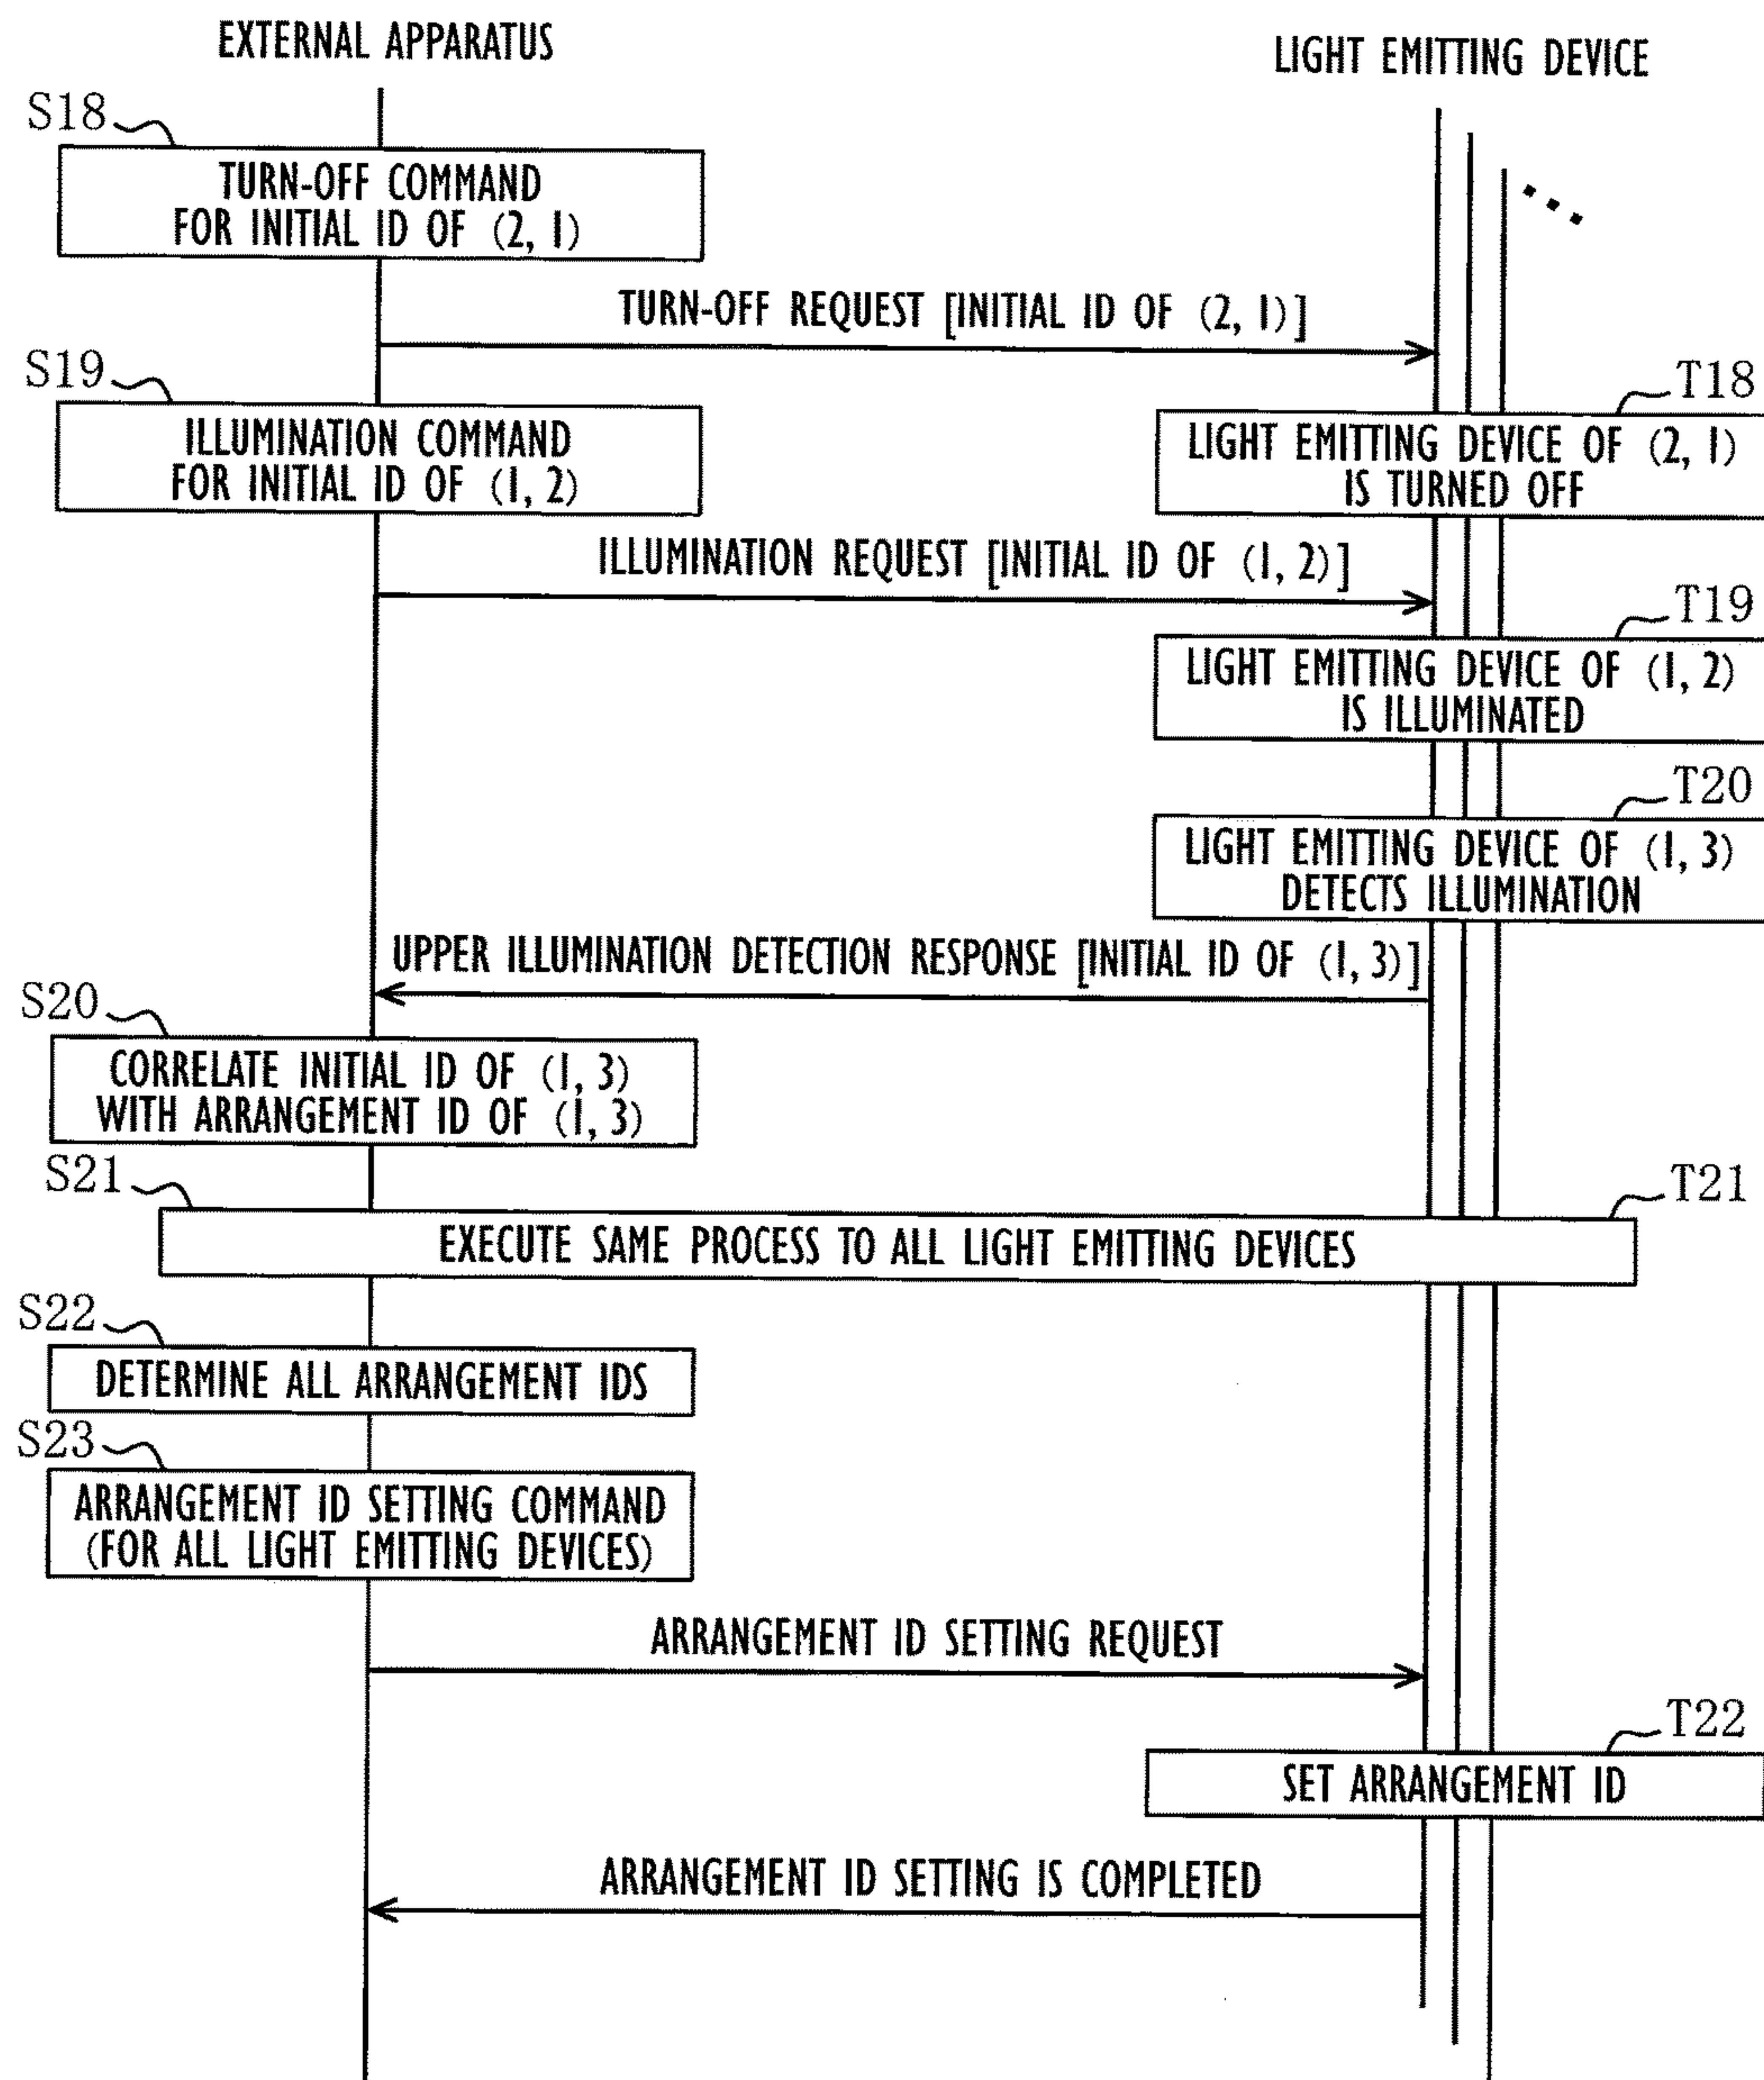 EXTERNAL APPARATUS
LIGHT EMITTING DEVICE
S18
TURN-OFF COMMAND
FOR INITIAL ID OF (2, 1)
TURN-OFF REQUEST [INITIAL ID OF (2, 1)]
S19
ILLUMINATION COMMAND
FOR INITIAL ID OF (1, 2)
T18
LIGHT EMITTING DEVICE OF (2, 1)
IS TURNED OFF
ILLUMINATION REQUEST [INITIAL ID OF (1, 2)]
T19
LIGHT EMITTING DEVICE OF (1, 2)
IS ILLUMINATED
T20
LIGHT EMITTING DEVICE OF (1, 3)
DETECTS ILLUMINATION
UPPER ILLUMINATION DETECTION RESPONSE [INITIAL ID OF (1, 3)]
S20
CORRELATE INITIAL ID OF (1, 3)
WITH ARRANGEMENT ID OF (1, 3)
S21
T21
EXECUTE SAME PROCESS TO ALL LIGHT EMITTING DEVICES
S22
DETERMINE ALL ARRANGEMENT IDS
S23
ARRANGEMENT ID SETTING COMMAND
(FOR ALL LIGHT EMITTING DEVICES)
ARRANGEMENT ID SETTING REQUEST
T22
SET ARRANGEMENT ID
ARRANGEMENT ID SETTING IS COMPLETED